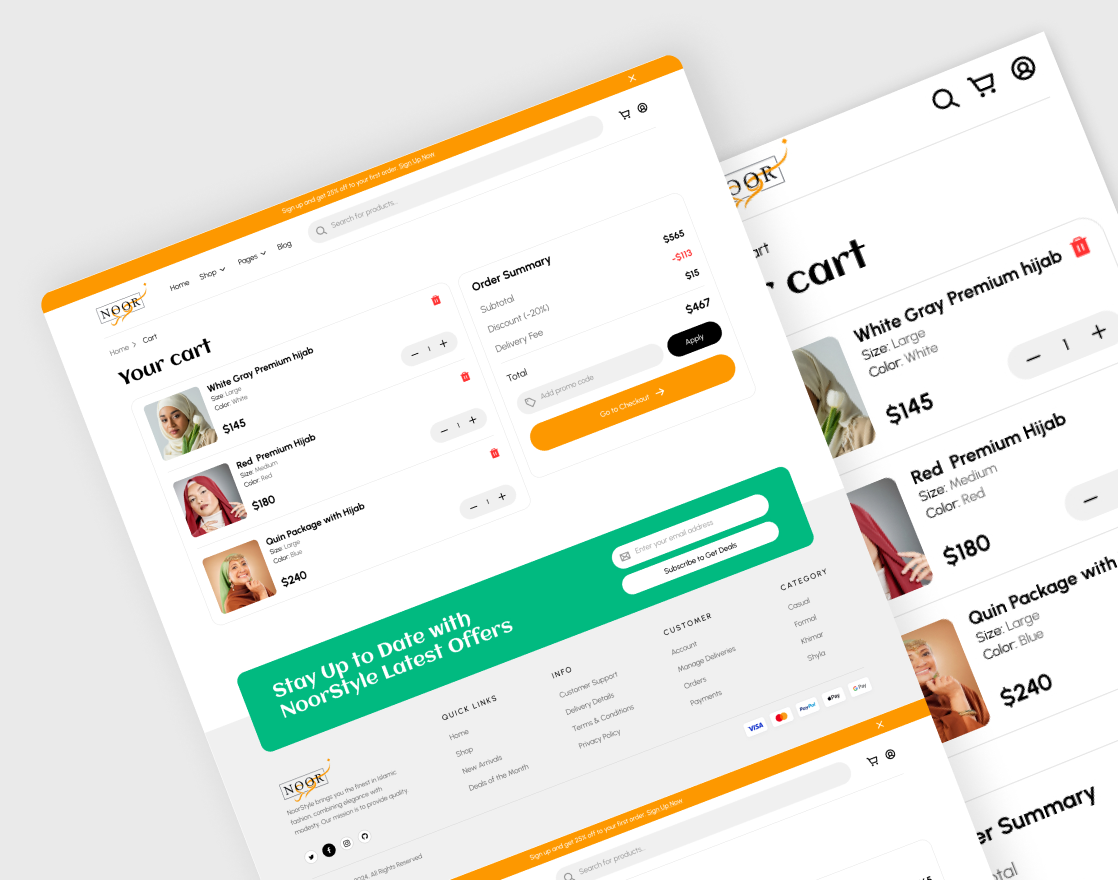 Sign up and get 25% off to your first order. Sign Up Now
NOOR
Home
Shop
Pages
Blog
Search for products...
Home > Cart
Your cart
White Gray Premium hijab
Size: Large
Color: White
$145
1
Red Premium Hijab
Size: Medium
Color: Red
$180
1
Quin Package with Hijab
Size: Large
Color: Blue
$240
1
Order Summary
Subtotal
$565
Discount (-20%)
-$113
Delivery Fee
$15
Total
$467
Add promo code
Apply
Go to Checkout
Stay Up to Date with
NoorStyle Latest Offers
Enter your email address
Subscribe to Get Deals
NOOR
NoorStyle brings you the finest in Islamic
fashion, combining elegance with
modesty. Our mission is to provide quality
QUICK LINKS
Home
Shop
New Arrivals
Deals of the Month
INFO
Customer Support
Delivery Details
Terms & Conditions
Privacy Policy
CUSTOMER
Account
Manage Deliveries
Orders
Payments
CATEGORY
Casual
Formal
Khimar
Shyla
2024, All Rights Reserved
VISA
PayPal
Pay
G Pay
Sign up and get 25% off to your first order. Sign Up Now
Search for products...
OOR
art
cart
White Gray Premium hijab
Size: Large
Color: White
$145
1
Red Premium Hijab
Size: Medium
Color: Red
$180
Quin Package with
Size: Large
Color: Blue
$240
er Summary
otal